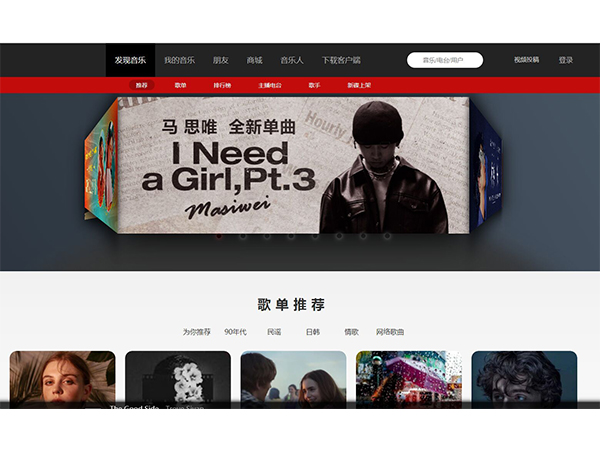 发现音乐 我的音乐 朋友 商城 音乐人 下载客户端 音乐/电台/用户 视频投稿 登录
推荐 歌单 排行榜 主播电台 歌手 新碟上架
马思唯 全新单曲
Hourly
I Need
a Girl,Pt.3
Masiwei
歌单推荐
为你推荐 90年代 民谣 日韩 情歌 网络歌曲
The Good Side Troye Sivan